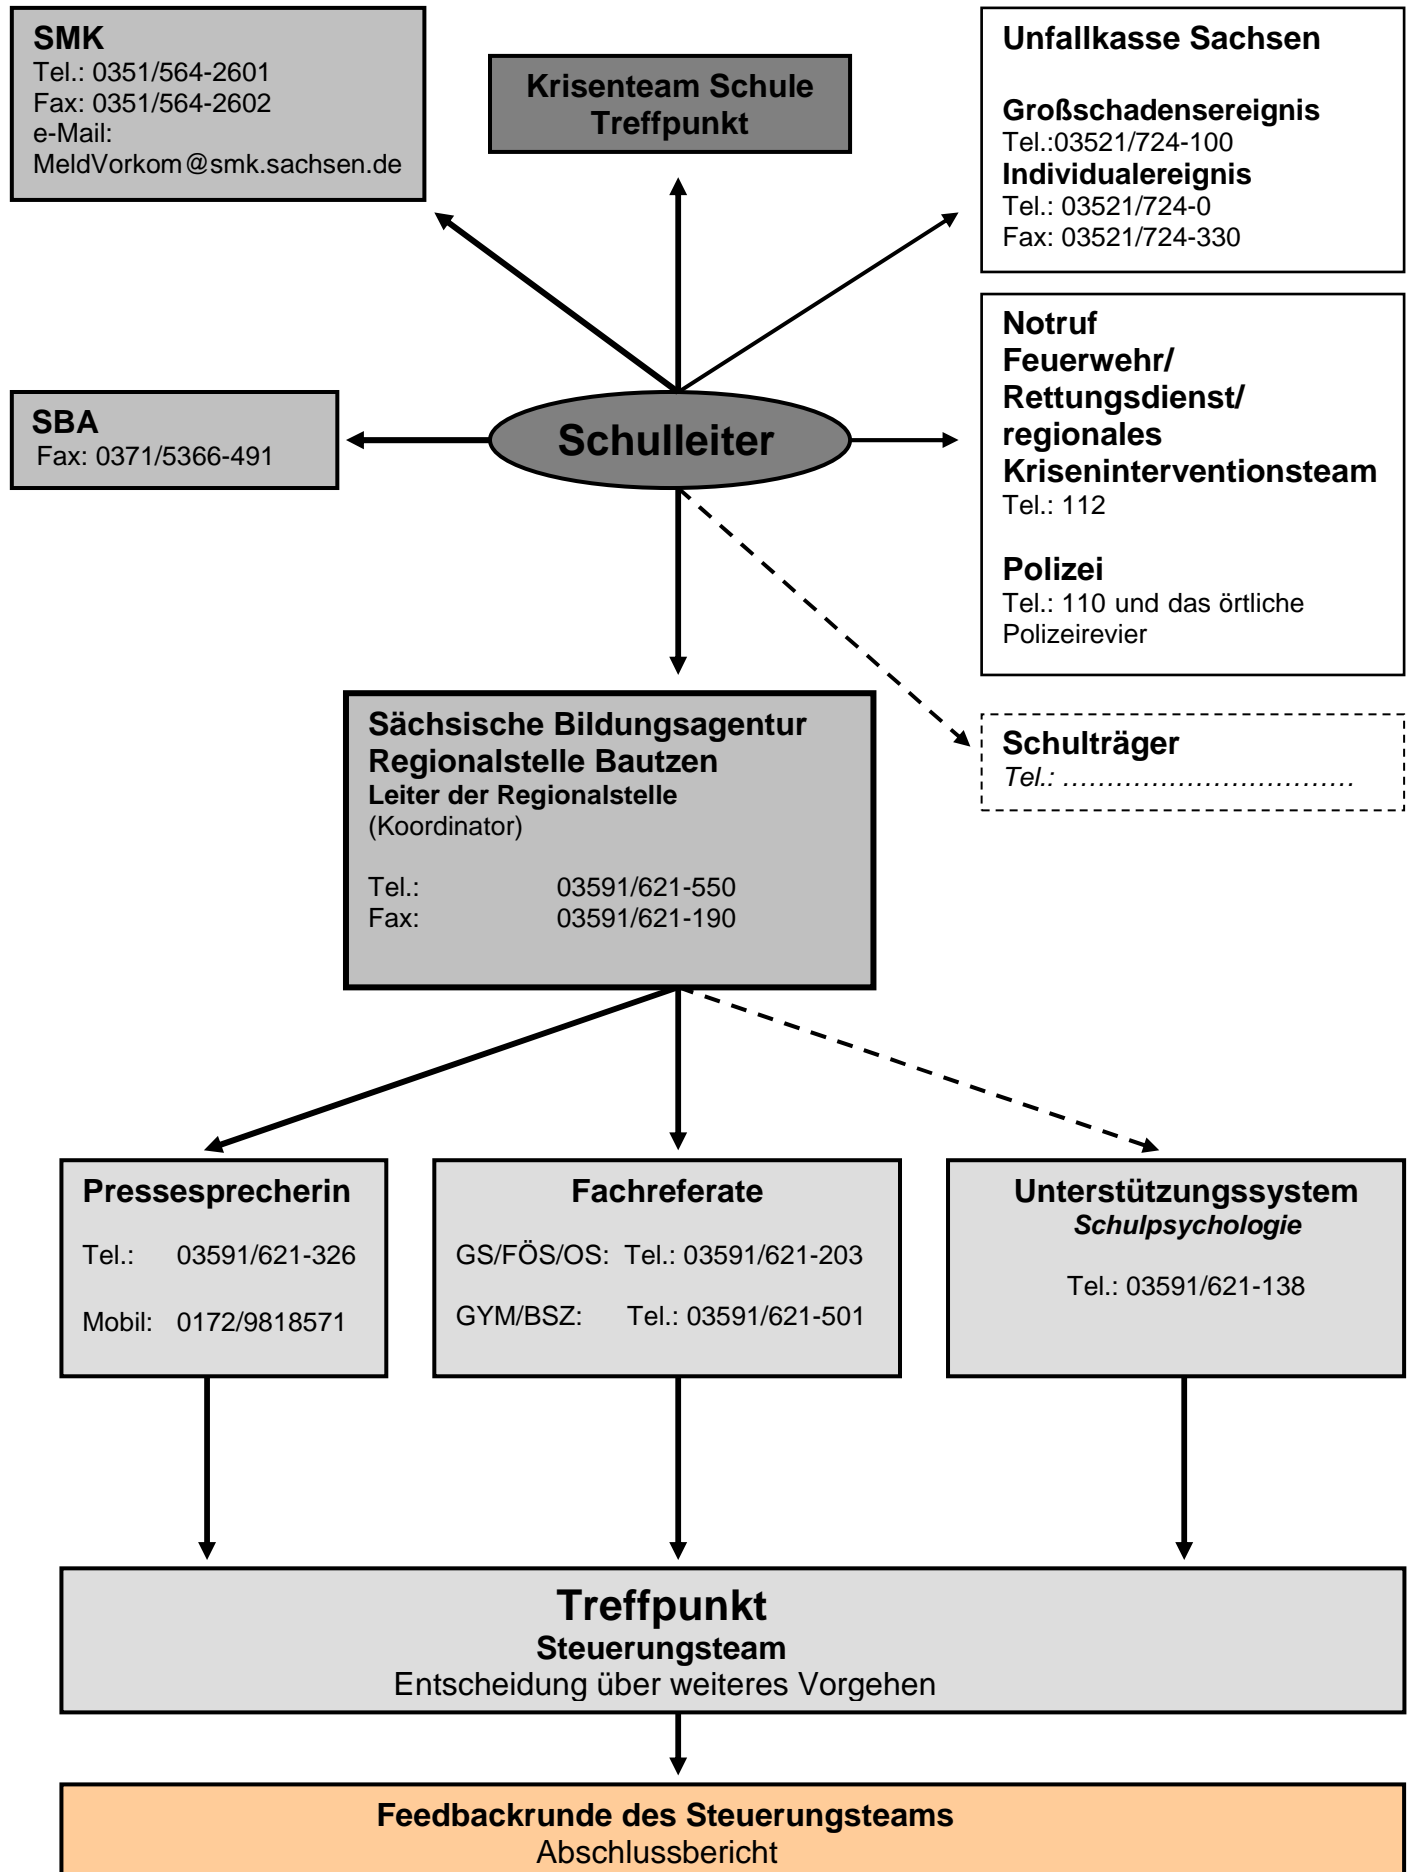 SMK
Tel.: 0351/564-2601
Fax: 0351/564-2602
e-Mail:
MeldVorkom@smk.sachsen.de
Krisenteam Schule
Treffpunkt
Unfallkasse Sachsen
Großschadensereignis
Tel.:03521/724-100
Individualereignis
Tel.: 03521/724-0
Fax: 03521/724-330
SBA
Fax: 0371/5366-491
Schulleiter
Notruf
Feuerwehr/
Rettungsdienst/
regionales
Kriseninterventionsteam
Tel.: 112
Polizei
Tel.: 110 und das örtliche
Polizeirevier
Schulträger
Tel.: ................................
Sächsische Bildungsagentur
Regionalstelle Bautzen
Leiter der Regionalstelle
(Koordinator)
Tel.: 03591/621-550
Fax: 03591/621-190
Pressesprecherin
Tel.: 03591/621-326
Mobil: 0172/9818571
Fachreferate
GS/FÖS/OS: Tel.: 03591/621-203
GYM/BSZ: Tel.: 03591/621-501
Unterstützungssystem
Schulpsychologie
Tel.: 03591/621-138
Treffpunkt
Steuerungsteam
Entscheidung über weiteres Vorgehen
Feedbackrunde des Steuerungsteams
Abschlussbericht